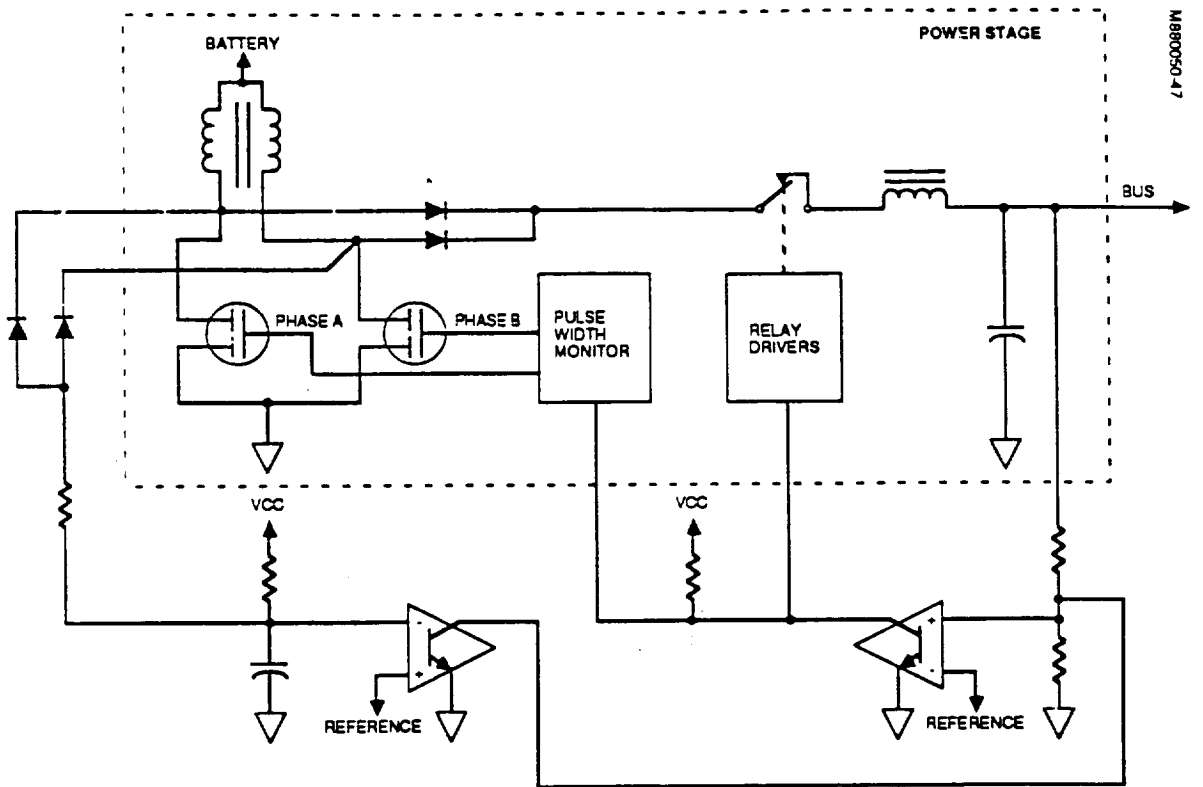 POWER STAGE
M880050-47
BATTERY
BUS
PHASE A
PHASE B
PULSE
WIDTH
MONITOR
RELAY
DRIVERS
VCC
VCC
-
+
REFERENCE
+
-
REFERENCE